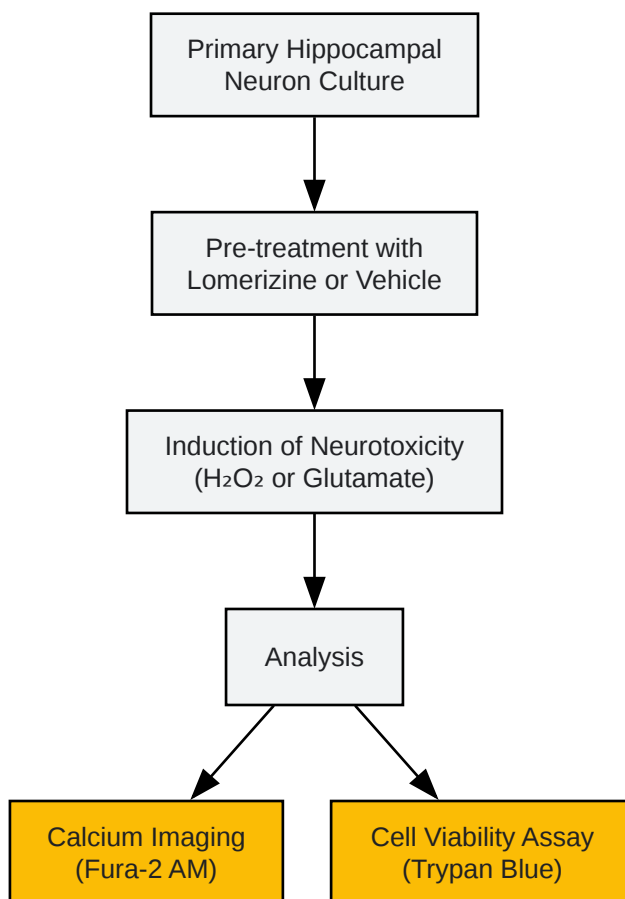 Primary Hippocampal
Neuron Culture
Pre-treatment with
Lomerizine or Vehicle
Induction of Neurotoxicity
(H₂O₂ or Glutamate)
Analysis
Calcium Imaging
(Fura-2 AM)
Cell Viability Assay
(Trypan Blue)